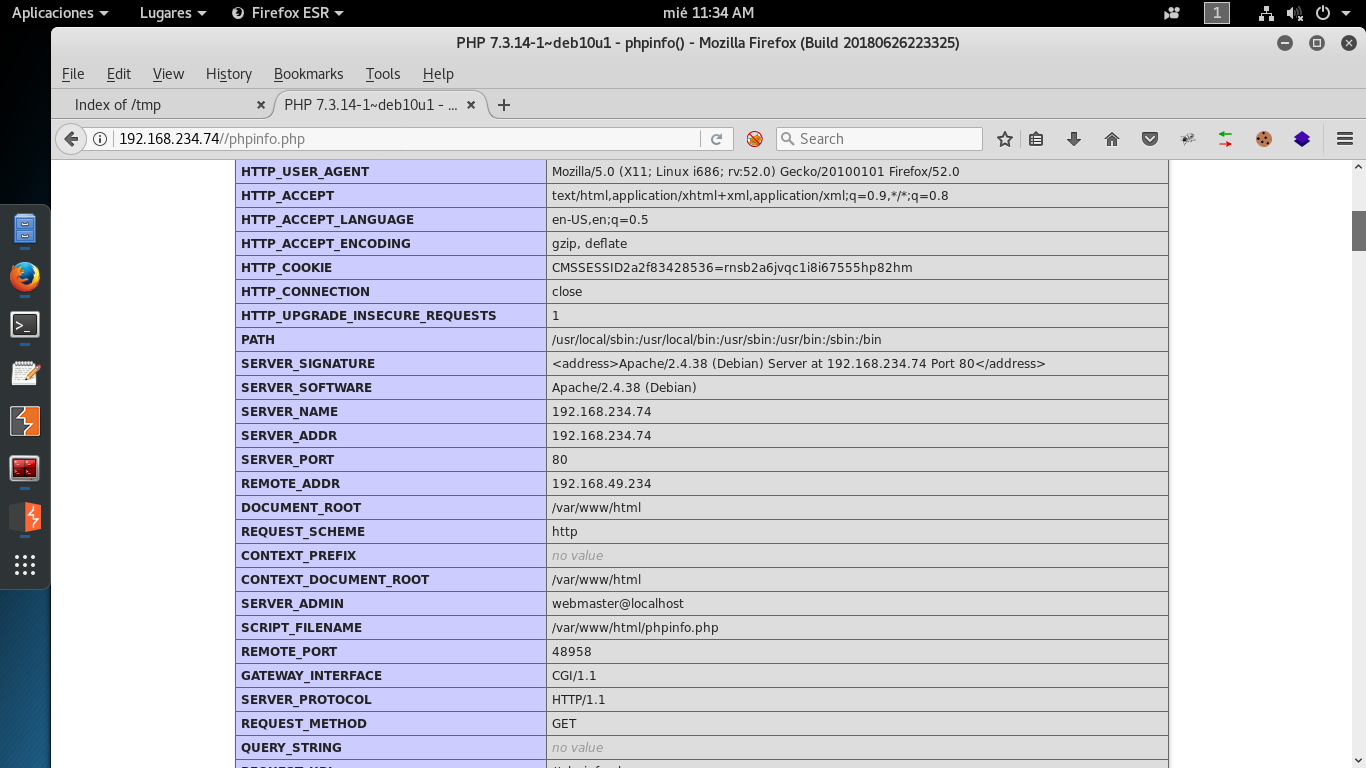 Aplicaciones Lugares Firefox ESR mié 11:34 AM 1
PHP 7.3.14-1~deb10u1 - phpinfo() - Mozilla Firefox (Build 20180626223325)
File Edit View History Bookmarks Tools Help
Index of /tmp PHP 7.3.14-1~deb10u1 - ...
192.168.234.74//phpinfo.php Search
HTTP_USER_AGENT Mozilla/5.0 (X11; Linux i686; rv:52.0) Gecko/20100101 Firefox/52.0
HTTP_ACCEPT text/html,application/xhtml+xml,application/xml;q=0.9,*/*;q=0.8
HTTP_ACCEPT_LANGUAGE en-US,en;q=0.5
HTTP_ACCEPT_ENCODING gzip, deflate
HTTP_COOKIE CMSSESSID2a2f83428536=rnsb2a6jvqc1i8i67555hp82hm
HTTP_CONNECTION close
HTTP_UPGRADE_INSECURE_REQUESTS 1
PATH /usr/local/sbin:/usr/local/bin:/usr/sbin:/usr/bin:/sbin:/bin
SERVER_SIGNATURE <address>Apache/2.4.38 (Debian) Server at 192.168.234.74 Port 80</address>
SERVER_SOFTWARE Apache/2.4.38 (Debian)
SERVER_NAME 192.168.234.74
SERVER_ADDR 192.168.234.74
SERVER_PORT 80
REMOTE_ADDR 192.168.49.234
DOCUMENT_ROOT /var/www/html
REQUEST_SCHEME http
CONTEXT_PREFIX no value
CONTEXT_DOCUMENT_ROOT /var/www/html
SERVER_ADMIN webmaster@localhost
SCRIPT_FILENAME /var/www/html/phpinfo.php
REMOTE_PORT 48958
GATEWAY_INTERFACE CGI/1.1
SERVER_PROTOCOL HTTP/1.1
REQUEST_METHOD GET
QUERY_STRING no value